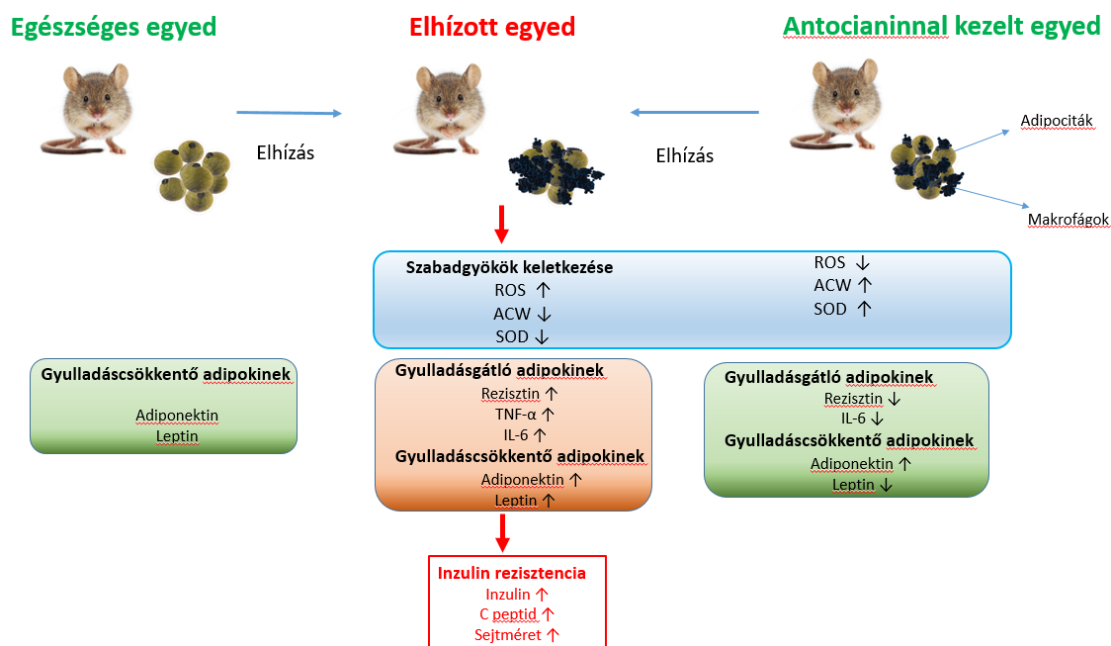 Egészséges egyed
Elhízott egyed
Antocianinnal kezelt egyed
Elhízás
Elhízás
Adipociták
Makrofágok
Szabadgyökök keletkezése
ROS ↑
ACW ↓
SOD ↓
ROS ↓
ACW ↑
SOD ↑
Gyulladáscsökkentő adipokinek
Adiponektin
Leptin
Gyulladásgátló adipokinek
Rezisztin ↑
TNF-α ↑
IL-6 ↑
Gyulladáscsökkentő adipokinek
Adiponektin ↑
Leptin ↑
Gyulladásgátló adipokinek
Rezisztin ↓
IL-6 ↓
Gyulladáscsökkentő adipokinek
Adiponektin ↑
Leptin ↓
Inzulin rezisztencia
Inzulin ↑
C peptid ↑
Sejtméret ↑